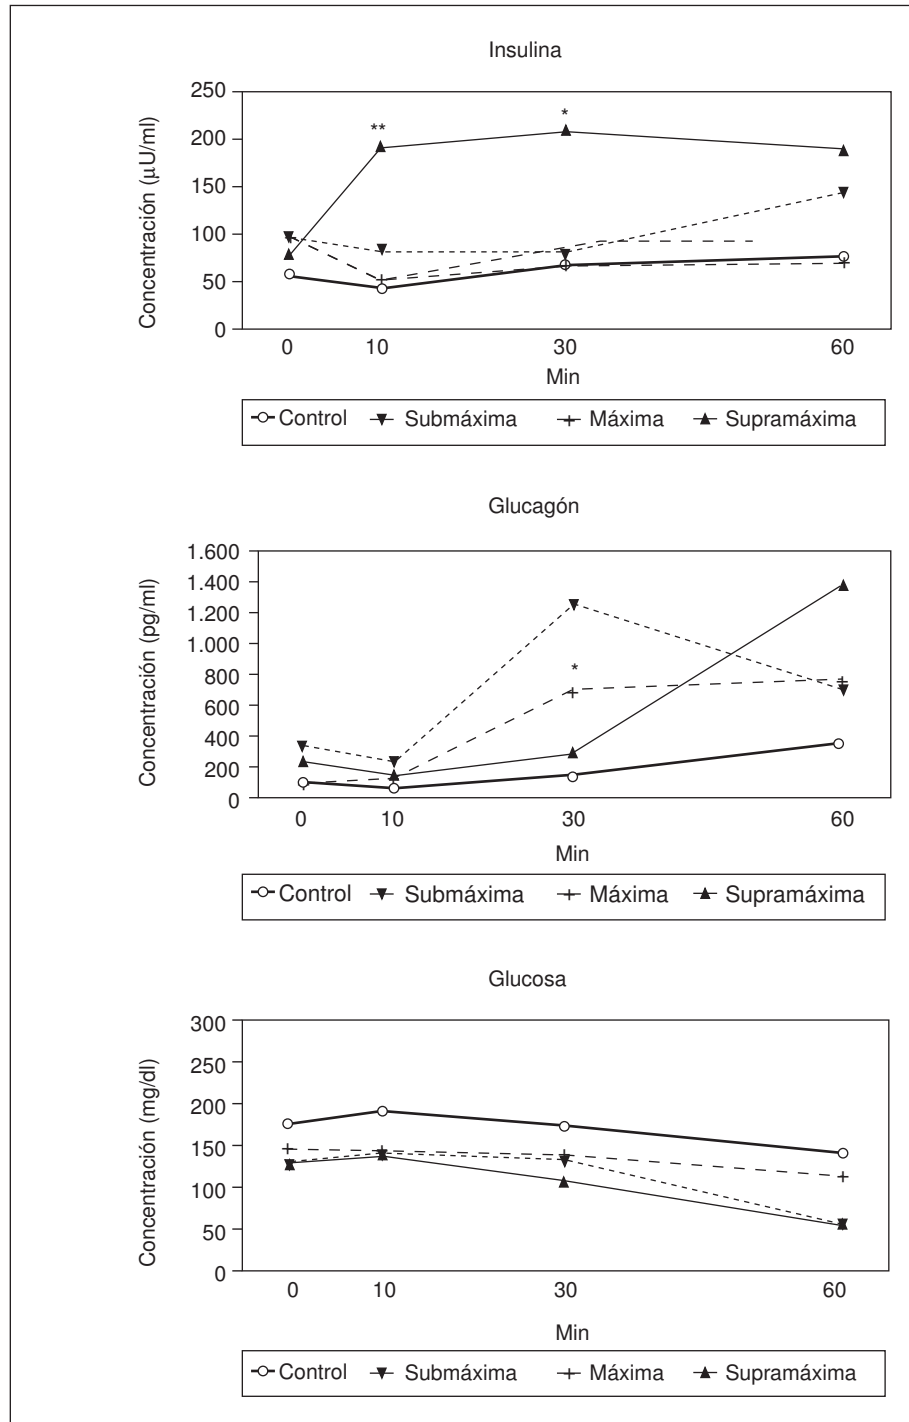 Insulina
Concentración (μU/ml)
250
200
150
100
50
0
**
*
0 10 30 60
Min
Control Submáxima Máxima Supramáxima
Glucagón
Concentración (pg/ml)
1.600
1.400
1.200
1.000
800
600
400
200
0
*
0 10 30 60
Min
Control Submáxima Máxima Supramáxima
Glucosa
Concentración (mg/dl)
300
250
200
150
100
50
0
0 10 30 60
Min
Control Submáxima Máxima Supramáxima